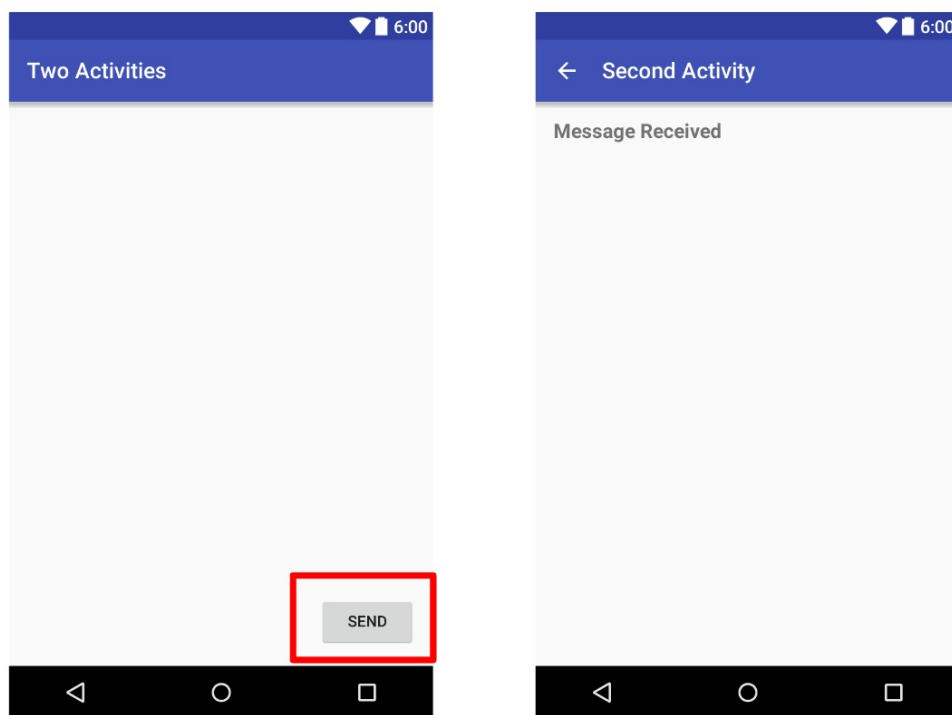 6:00
Two Activities
SEND
6:00
Second Activity
Message Received